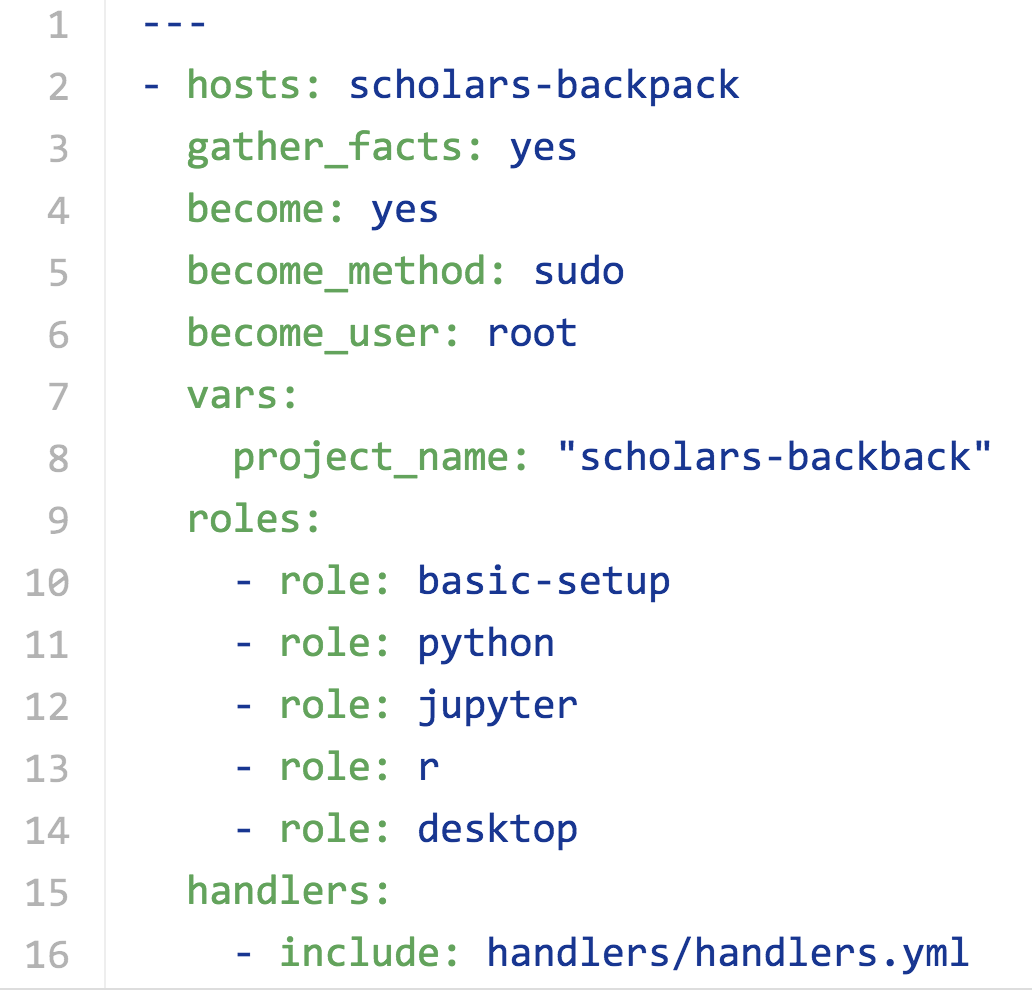 1 ---
2 - hosts: scholars-backpack
3   gather_facts: yes
4   become: yes
5   become_method: sudo
6   become_user: root
7   vars:
8     project_name: "scholars-backback"
9   roles:
10     - role: basic-setup
11     - role: python
12     - role: jupyter
13     - role: r
14     - role: desktop
15   handlers:
16     - include: handlers/handlers.yml